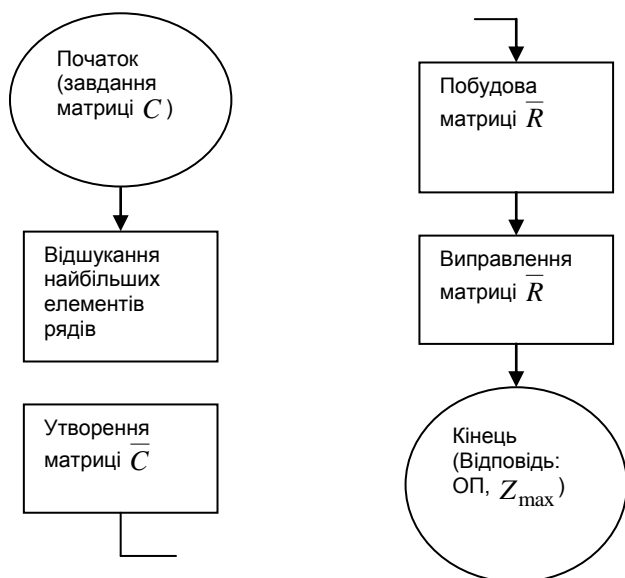 Початок
(завдання
матриці C )
Відшукання
найбільших
елементів
рядів
Утворення
матриці C̅
Побудова
матриці R̅
Виправлення
матриці R̅
Кінець
(Відповідь:
ОП, Zmax )